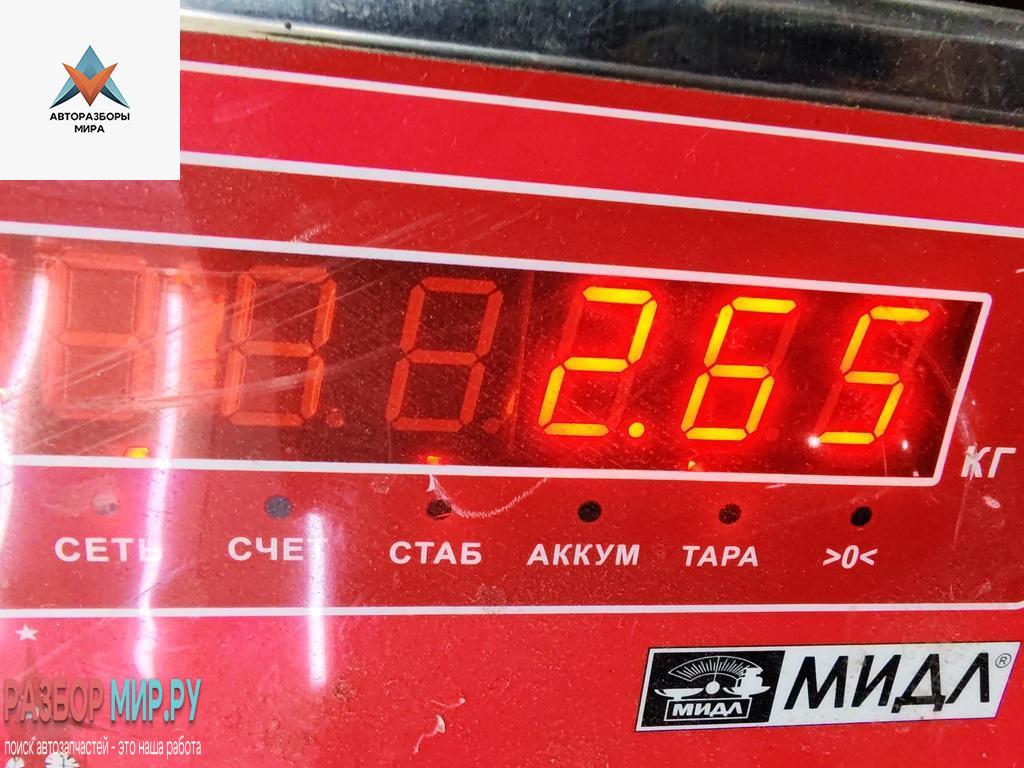 АВТОРАЗБОРЫ
МИРА
2.65
КГ
СЕТЬ СЧЕТ СТАБ АККУМ ТАРА >0<
МИДЛ МИДЛ®
РАЗБОР МИР.РУ
поиск автозапчастей - это наша работа